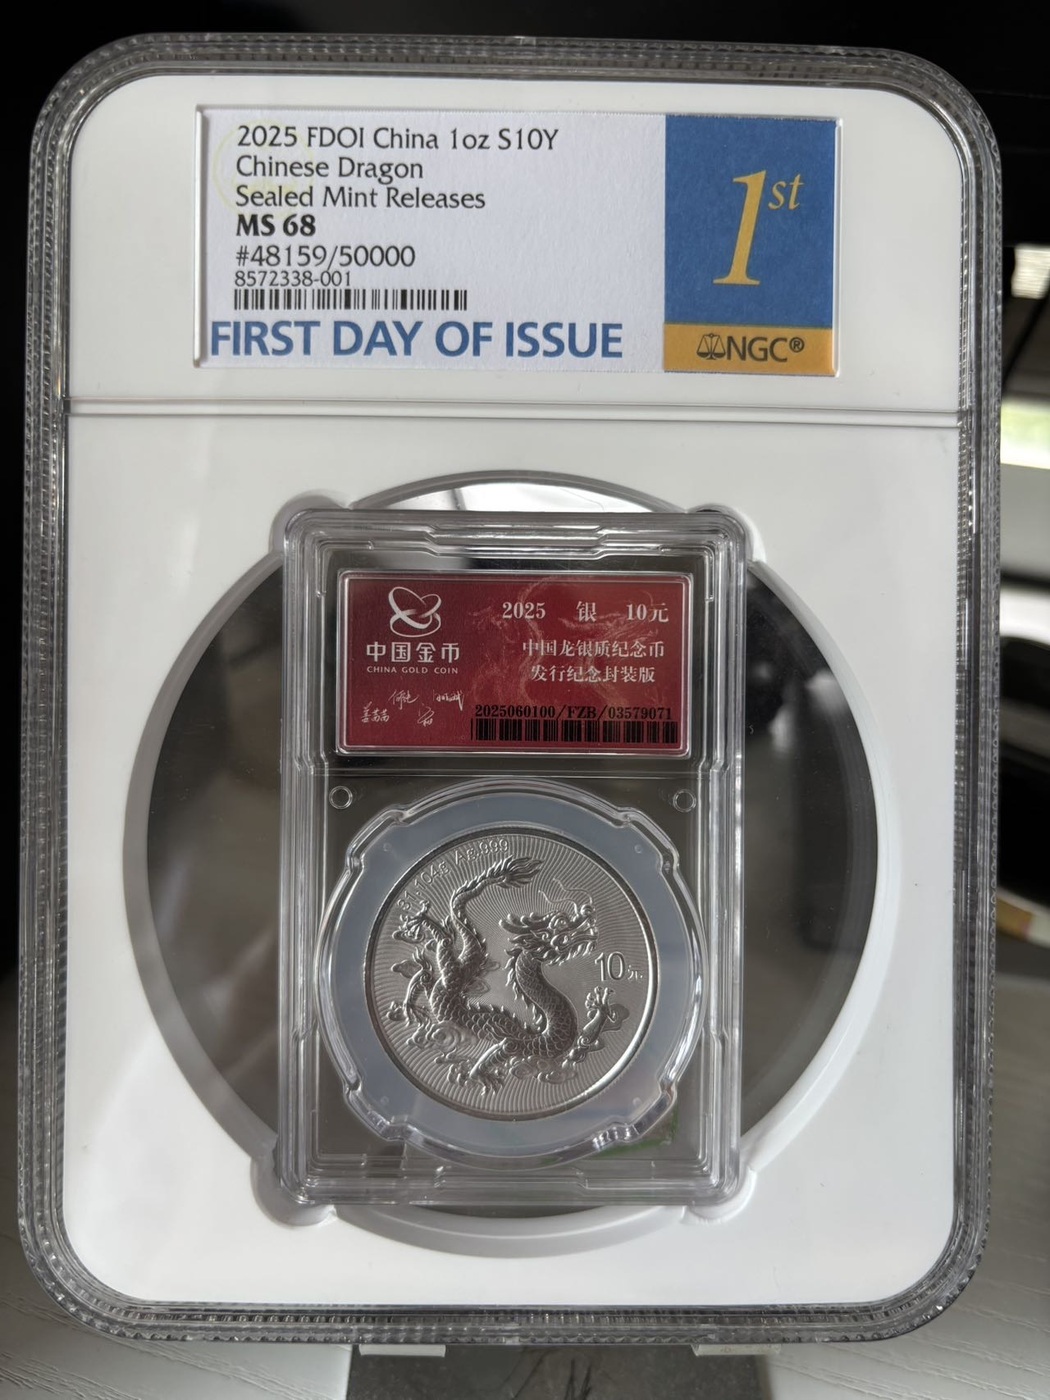 2025 FDOI China 1oz S10Y
Chinese Dragon
Sealed Mint Releases
MS 68
#48159/50000
8572338-001
FIRST DAY OF ISSUE
1st
NGC®
中国金币
CHINA GOLD COIN
2025 银 10元
中国龙银质纪念币
发行纪念封装版
2025060100/FZB/03579071
Ag999
10元